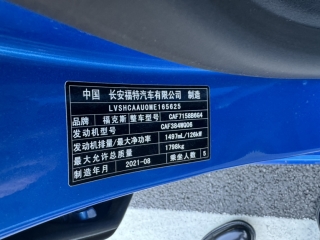 中国 长安福特汽车有限公司 制造
LVSHCAAU0ME165625
品牌 福克斯 整车型号 CAF7158B6G4
发动机型号 CAF384WQ06
发动机排量/最大净功率 1497mL/126kW
最大允许总质量 1798kg
制造年月 2021-08 乘坐人数 5